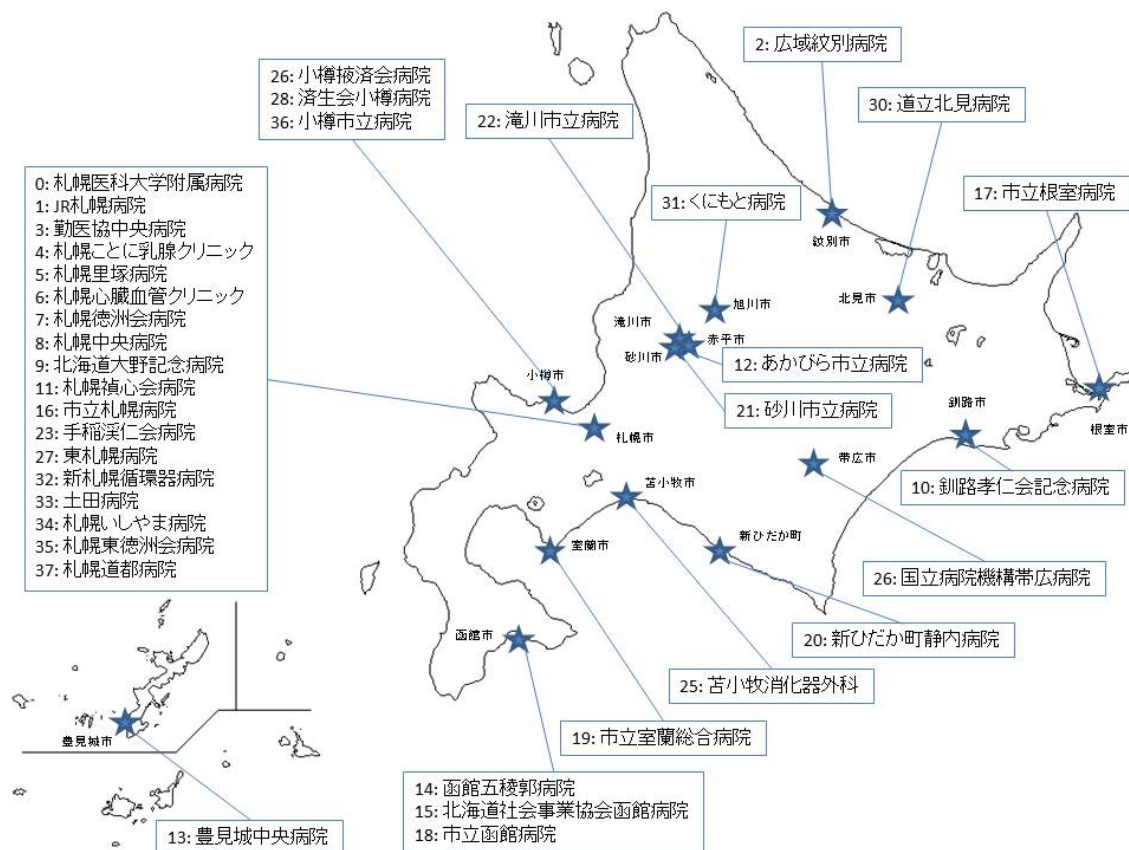 2: 広域紋別病院
26: 小樽掖済会病院
28: 済生会小樽病院
36: 小樽市立病院
22: 滝川市立病院
30: 道立北見病院
0: 札幌医科大学附属病院
1: JR札幌病院
3: 勤医協中央病院
4: 札幌ことに乳腺クリニック
5: 札幌里塚病院
6: 札幌心臓血管クリニック
7: 札幌徳洲会病院
8: 札幌中央病院
9: 北海道大野記念病院
11: 札幌禎心会病院
16: 市立札幌病院
23: 手稲渓仁会病院
27: 東札幌病院
32: 新札幌循環器病院
33: 土田病院
34: 札幌いしやま病院
35: 札幌東徳洲会病院
37: 札幌道都病院
31: くにもと病院
17: 市立根室病院
紋別市
北見市
旭川市
滝川市
赤平市
砂川市
12: あかびら市立病院
21: 砂川市立病院
小樽市
札幌市
釧路市
根室市
帯広市
10: 釧路孝仁会記念病院
苫小牧市
室蘭市
新ひだか町
26: 国立病院機構帯広病院
20: 新ひだか町静内病院
函館市
25: 苫小牧消化器外科
19: 市立室蘭総合病院
14: 函館五稜郭病院
15: 北海道社会事業協会函館病院
18: 市立函館病院
豊見城市
13: 豊見城中央病院